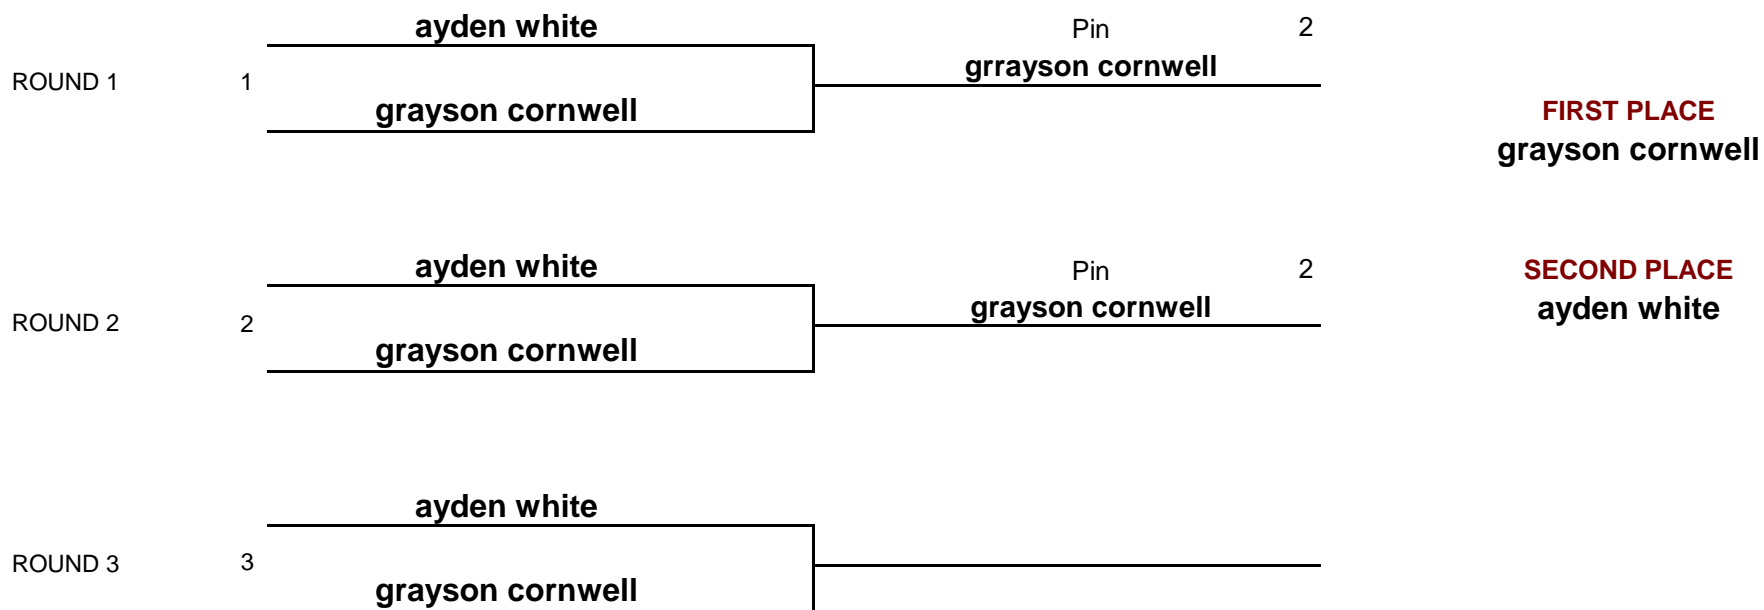 ayden white
Pin 2
ROUND 1 1 grrayson cornwell
grayson cornwell
FIRST PLACE
grayson cornwell
ayden white
Pin 2
SECOND PLACE
ROUND 2 2 grayson cornwell
ayden white
grayson cornwell
ayden white
ROUND 3 3
grayson cornwell